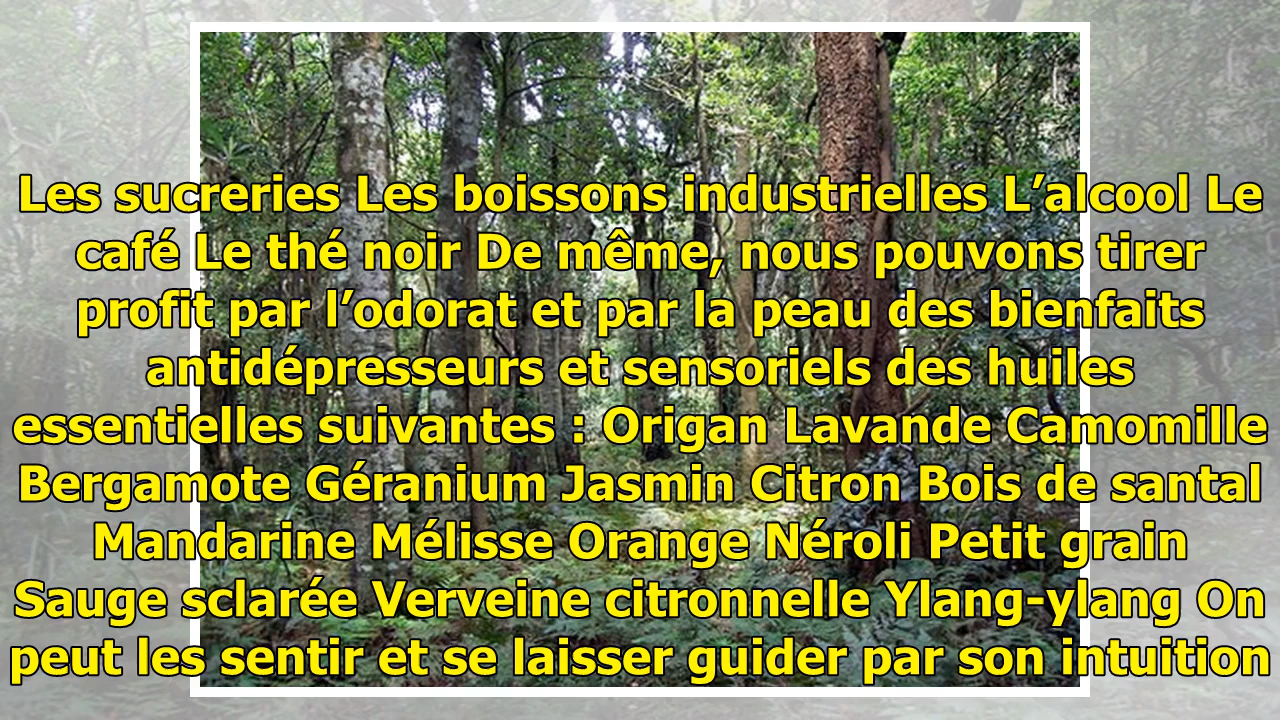 Les sucreries Les boissons industrielles L’alcool Le
café Le thé noir De même, nous pouvons tirer
profit par l’odorat et par la peau des bienfaits
antidépresseurs et sensoriels des huiles
essentielles suivantes : Origan Lavande Camomille
Bergamote Géranium Jasmin Citron Bois de santal
Mandarine Mélisse Orange Néroli Petit grain
Sauge sclarée Verveine citronnelle Ylang-ylang On
peut les sentir et se laisser guider par son intuition